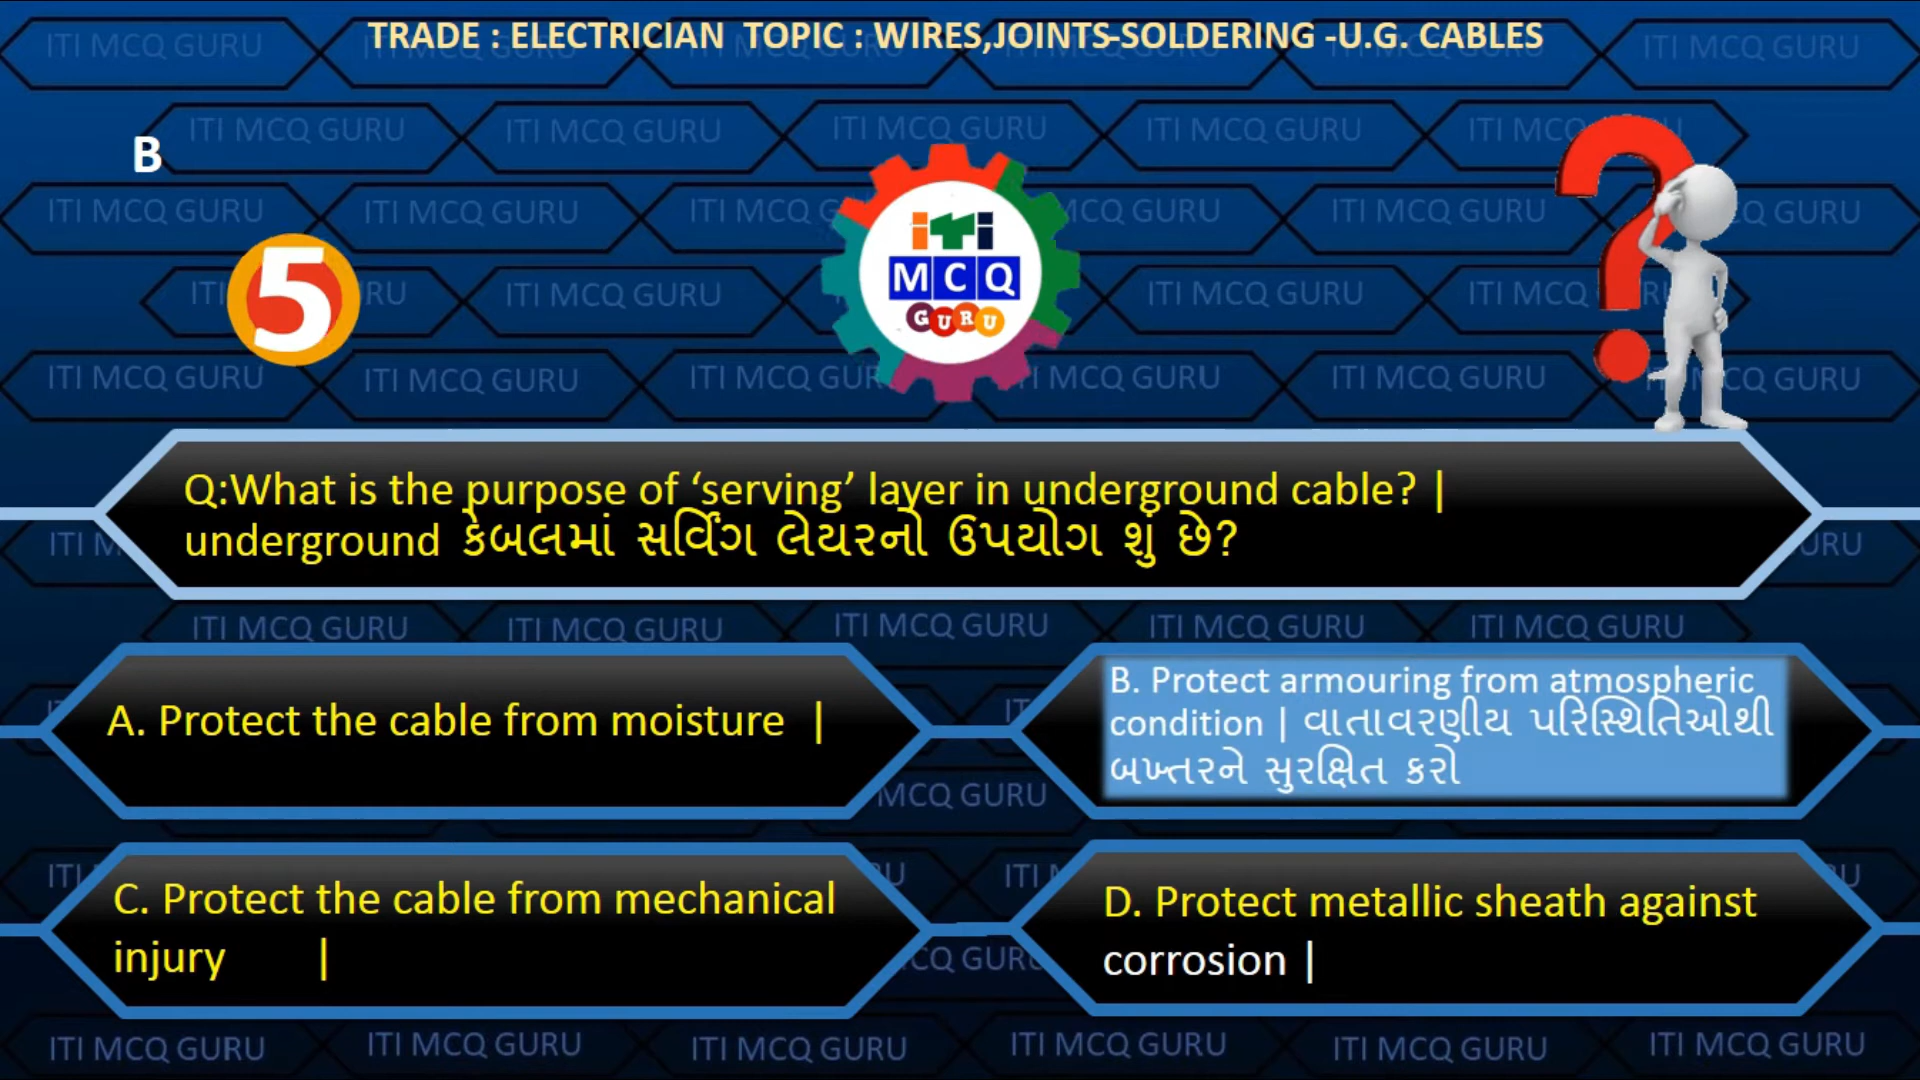 TRADE : ELECTRICIAN TOPIC : WIRES,JOINTS-SOLDERING -U.G. CABLES
B
5
iTi
MCQ
GURU
Q:What is the purpose of ‘serving’ layer in underground cable? |
underground કેબલમાં સર્વિંગ લેયરનો ઉપયોગ શું છે?
A. Protect the cable from moisture |
B. Protect armouring from atmospheric
condition | વાતાવરણીય પરિસ્થિતિઓથી
બખ્તરને સુરક્ષિત કરો
C. Protect the cable from mechanical
injury |
D. Protect metallic sheath against
corrosion |
ITI MCQ GURU